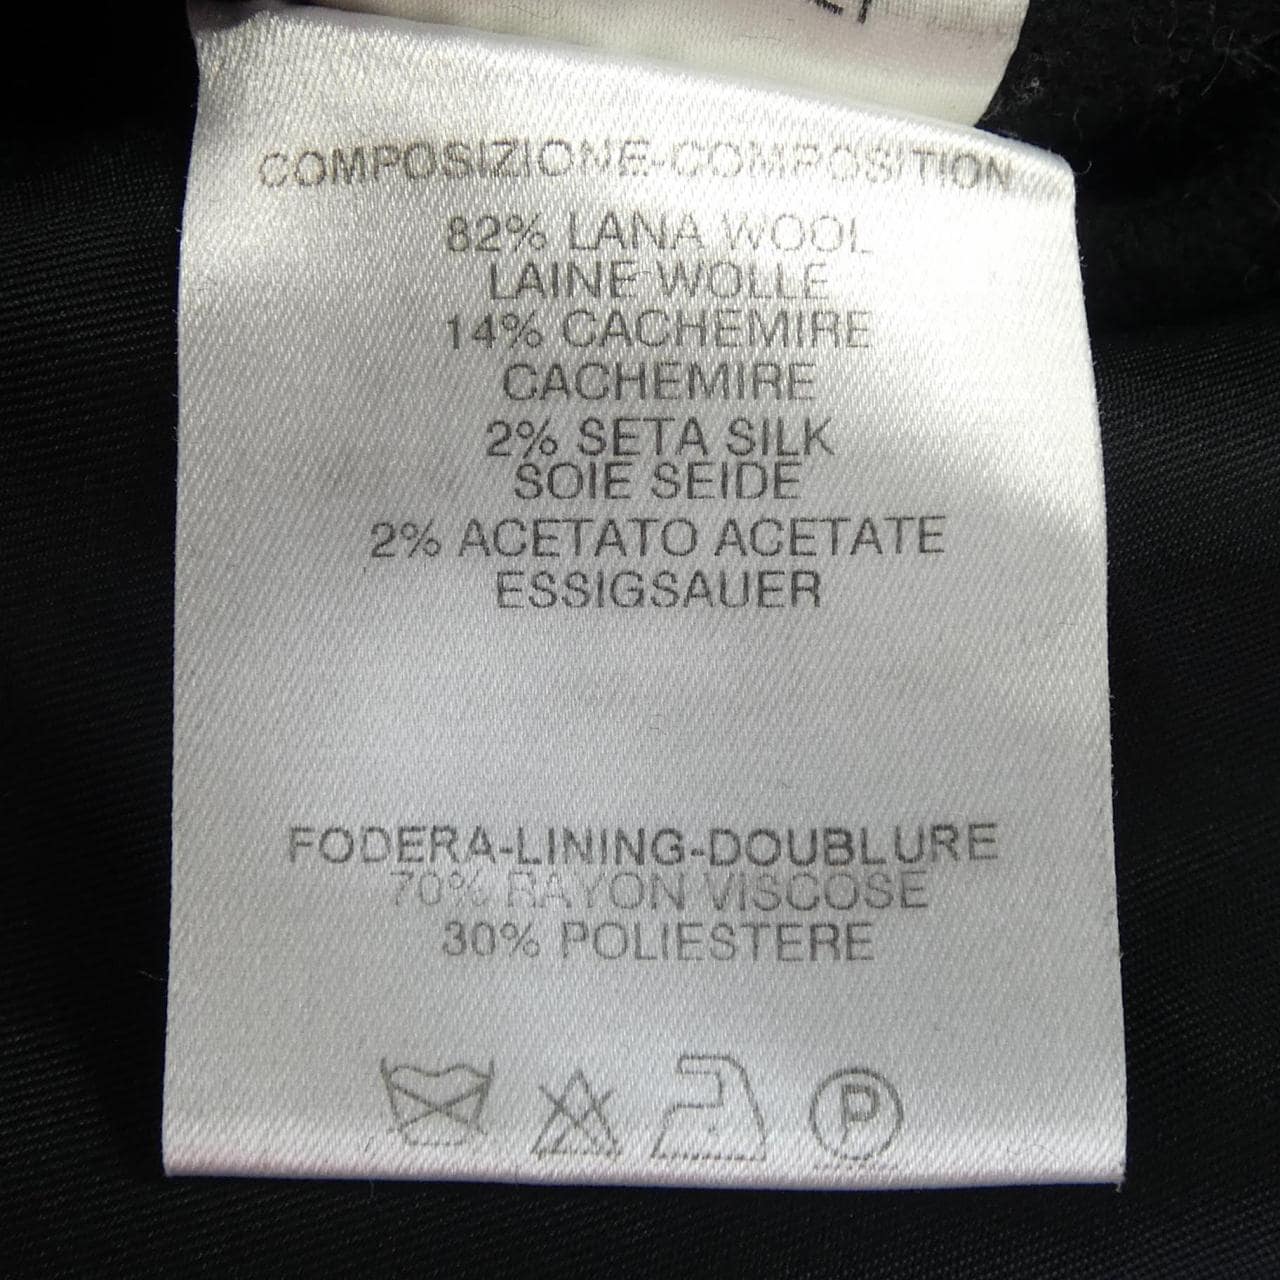 COMPOSIZIONE-COMPOSITION
82% LANA WOOL
LAINE WOLLE
14% CACHEMIRE
CACHEMIRE
2% SETA SILK
SOIE SEIDE
2% ACETATO ACETATE
ESSIGSAUER
FODERA-LINING-DOUBLURE
70% RAYON VISCOSE
30% POLIESTERE
P